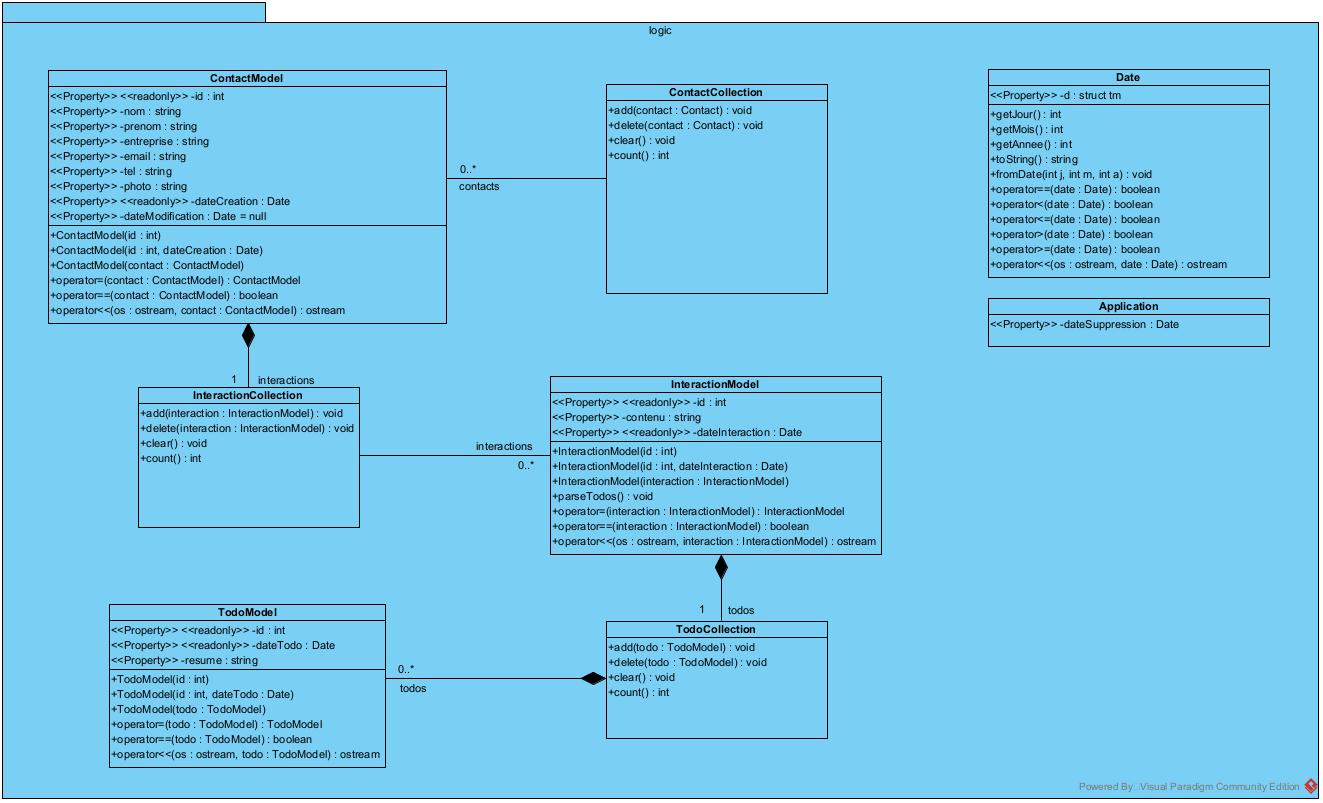 logic
ContactModel
<<Property>> <<readonly>> -id : int
<<Property>> -nom : string
<<Property>> -prenom : string
<<Property>> -entreprise : string
<<Property>> -email : string
<<Property>> -tel : string
<<Property>> -photo : string
<<Property>> <<readonly>> -dateCreation : Date
<<Property>> -dateModification : Date = null
+ContactModel(id : int)
+ContactModel(id : int, dateCreation : Date)
+ContactModel(contact : ContactModel)
+operator=(contact : ContactModel) : ContactModel
+operator==(contact : ContactModel) : boolean
+operator<<(os : ostream, contact : ContactModel) : ostream
0..*
contacts
ContactCollection
+add(contact : Contact) : void
+delete(contact : Contact) : void
+clear() : void
+count() : int
Date
<<Property>> -d : struct tm
+getJour() : int
+getMois() : int
+getAnnee() : int
+toString() : string
+fromDate(int j, int m, int a) : void
+operator==(date : Date) : boolean
+operator<(date : Date) : boolean
+operator<=(date : Date) : boolean
+operator>(date : Date) : boolean
+operator>=(date : Date) : boolean
+operator<<(os : ostream, date : Date) : ostream
Application
<<Property>> -dateSuppression : Date
1 interactions
InteractionCollection
+add(interaction : InteractionModel) : void
+delete(interaction : InteractionModel) : void
+clear() : void
+count() : int
interactions
0..*
InteractionModel
<<Property>> <<readonly>> -id : int
<<Property>> -contenu : string
<<Property>> <<readonly>> -dateInteraction : Date
+InteractionModel(id : int)
+InteractionModel(id : int, dateInteraction : Date)
+InteractionModel(interaction : InteractionModel)
+parseTodos() : void
+operator=(interaction : InteractionModel) : InteractionModel
+operator==(interaction : InteractionModel) : boolean
+operator<<(os : ostream, interaction : InteractionModel) : ostream
1 todos
TodoModel
<<Property>> <<readonly>> -id : int
<<Property>> <<readonly>> -dateTodo : Date
<<Property>> -resume : string
+TodoModel(id : int)
+TodoModel(id : int, dateTodo : Date)
+TodoModel(todo : TodoModel)
+operator=(todo : TodoModel) : TodoModel
+operator==(todo : TodoModel) : boolean
+operator<<(os : ostream, todo : TodoModel) : ostream
0..*
todos
TodoCollection
+add(todo : TodoModel) : void
+delete(todo : TodoModel) : void
+clear() : void
+count() : int
Powered By Visual Paradigm Community Edition